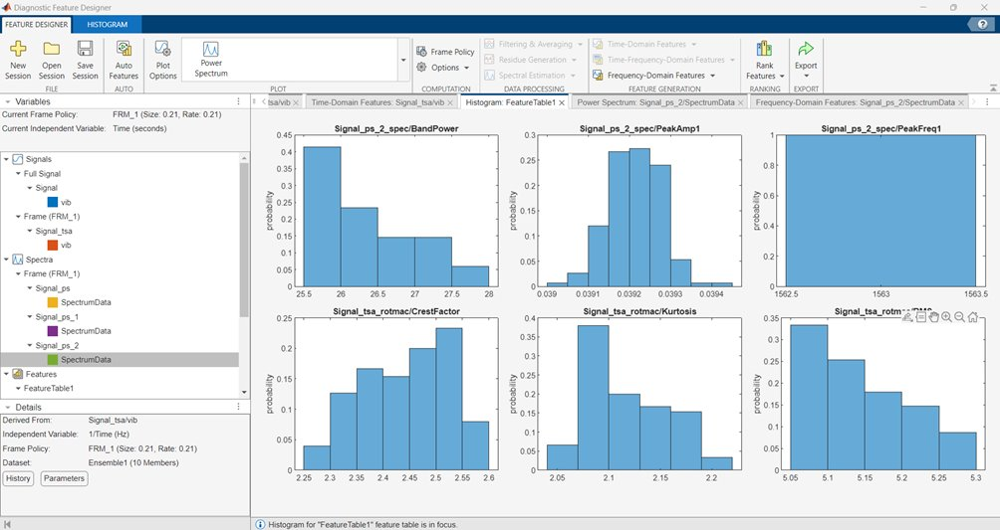 Diagnostic Feature Designer
FEATURE DESIGNER HISTOGRAM
New Session
Open Session
Save Session
Auto Features
Plot Options
Power Spectrum
Frame Policy
Options
Filtering & Averaging
Residue Generation
Spectral Estimation
Time-Domain Features
Time-Frequency-Domain Features
Frequency-Domain Features
Rank Features
Export
FILE AUTO PLOT COMPUTATION DATA PROCESSING FEATURE GENERATION RANKING EXPORT
Variables
Current Frame Policy: FRM_1 (Size: 0.21, Rate: 0.21)
Current Independent Variable: Time (seconds)
Signals
Full Signal
Signal
vib
Frame (FRM_1)
Signal_tsa
vib
Spectra
Frame (FRM_1)
Signal_ps
SpectrumData
Signal_ps_1
SpectrumData
Signal_ps_2
SpectrumData
Features
FeatureTable1
Details
Derived From: Signal_tsa/vib
Independent Variable: 1/Time (Hz)
Frame Policy: FRM_1 (Size: 0.21, Rate: 0.21)
Dataset: Ensemble1 (10 Members)
History Parameters
tsa/vib Time-Domain Features: Signal_tsa/vib Histogram: FeatureTable1 Power Spectrum: Signal_ps_2/SpectrumData Frequency-Domain Features: Signal_ps_2/SpectrumData
Signal_ps_2_spec/BandPower
probability
0.45
0.4
0.35
0.3
0.25
0.2
0.15
0.1
0.05
0
25.5 26 26.5 27 27.5 28
Signal_ps_2_spec/PeakAmp1
probability
0.3
0.25
0.2
0.15
0.1
0.05
0
0.039 0.0391 0.0392 0.0393 0.0394
Signal_ps_2_spec/PeakFreq1
probability
1
0.8
0.6
0.4
0.2
0
1562.5 1563 1563.5
Signal_tsa_rotmac/CrestFactor
probability
0.25
0.2
0.15
0.1
0.05
0
2.25 2.3 2.35 2.4 2.45 2.5 2.55 2.6
Signal_tsa_rotmac/Kurtosis
probability
0.4
0.3
0.2
0.1
0
2.05 2.1 2.15 2.2
Signal_tsa_rotmac/RMS
probability
0.35
0.3
0.25
0.2
0.15
0.1
0.05
0
5.05 5.1 5.15 5.2 5.25 5.3
Histogram for "FeatureTable1" feature table is in focus.